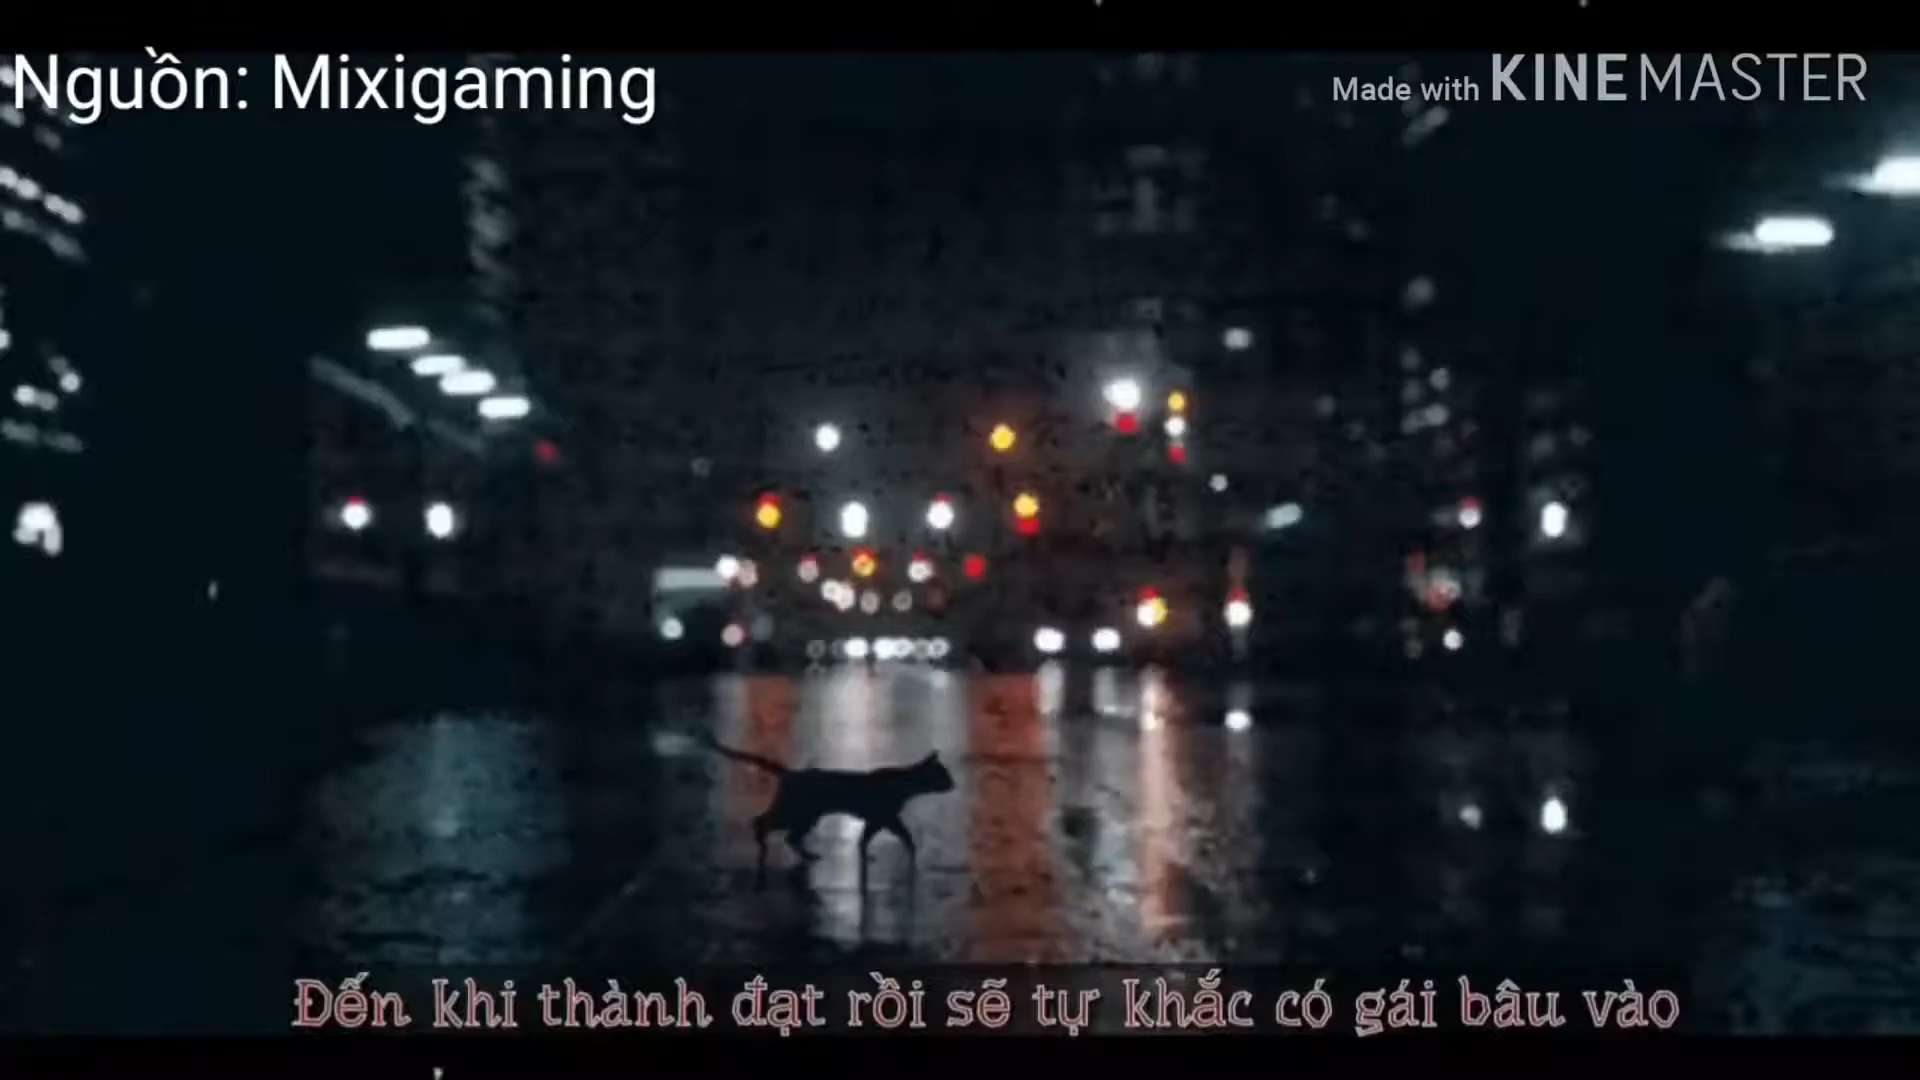 Nguồn: Mixigaming
Made with KINEMASTER
Đến khi thành đạt rồi sẽ tự khắc có gái bâu vào